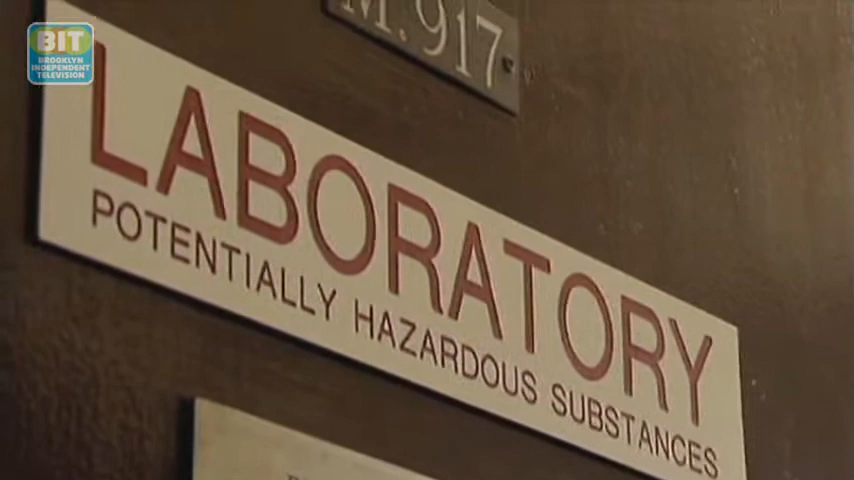 BIT
BROOKLYN
INDEPENDENT
TELEVISION
M.917
LABORATORY
POTENTIALLY HAZARDOUS SUBSTANCES